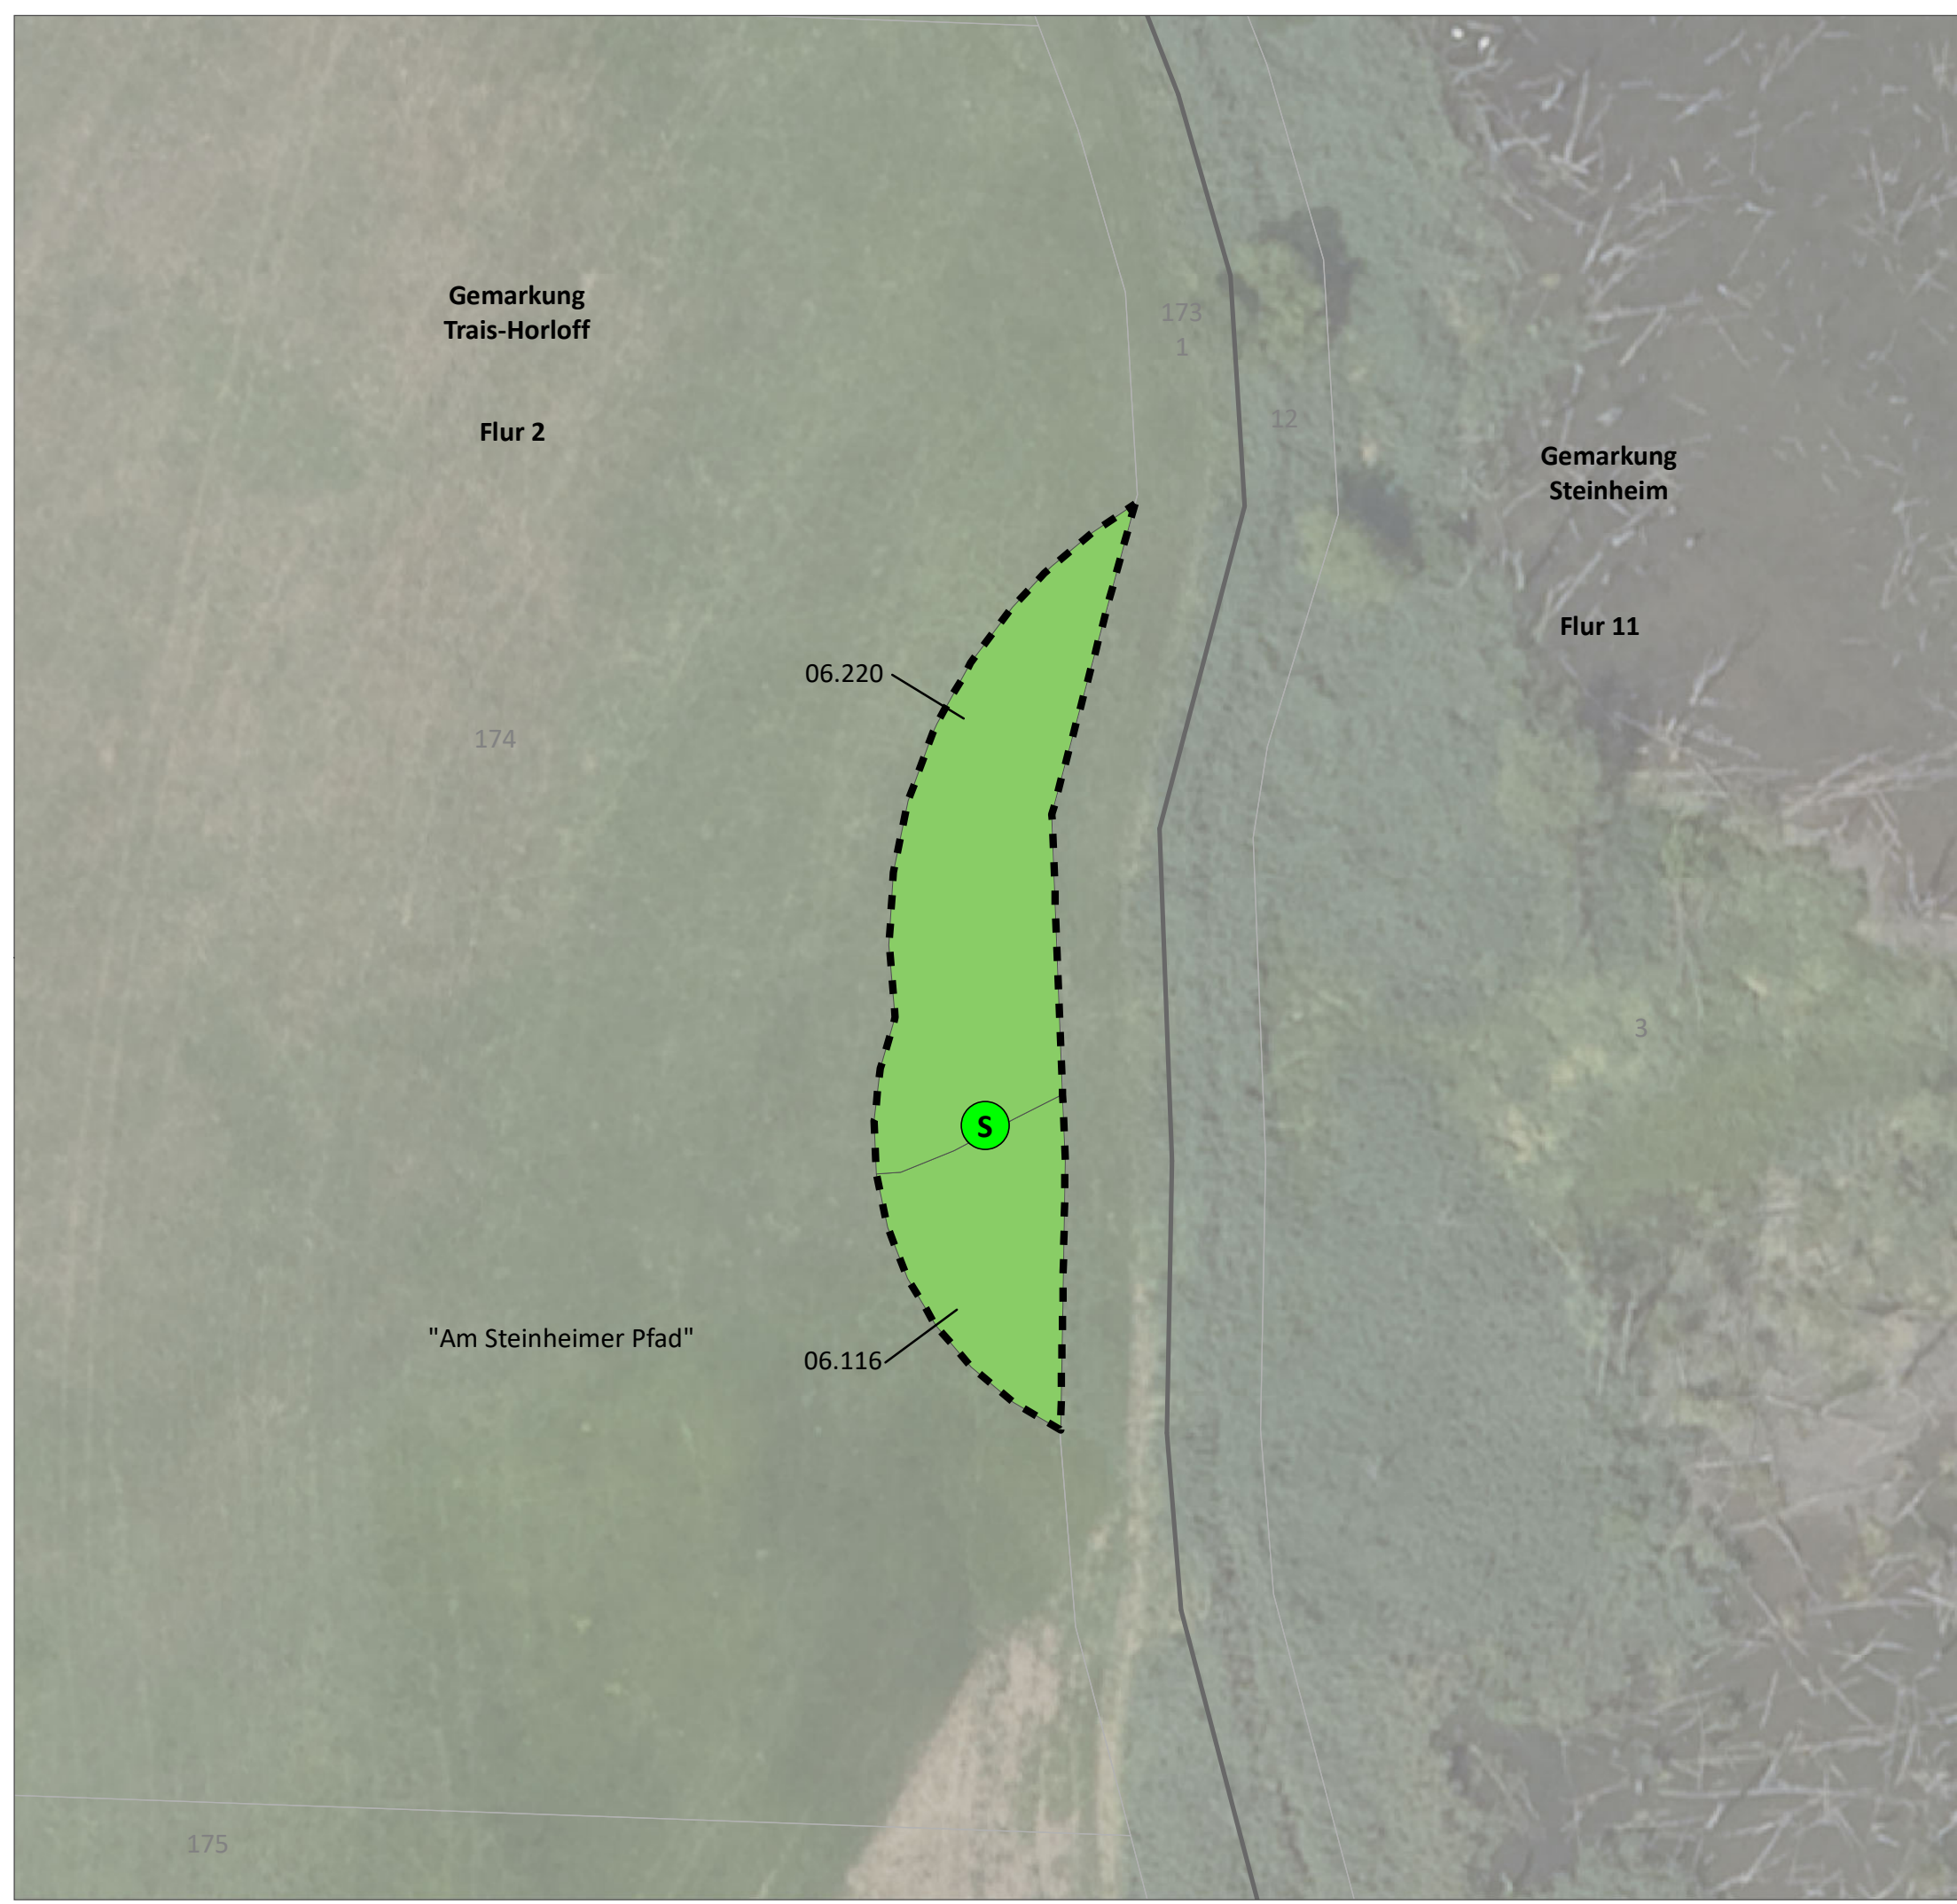 Gemarkung
Trais-Horloff
173
1
12
Flur 2
Gemarkung
Steinheim
Flur 11
06.220
174
3
S
"Am Steinheimer Pfad"
06.116
175